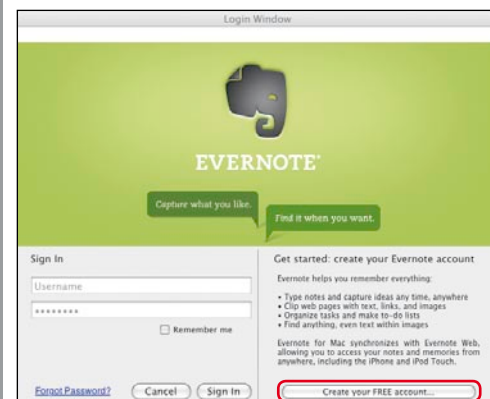 Login Window
EVERNOTE®
Capture what you like.
Find it when you want.
Sign In
Username
Remember me
Forgot Password?
Cancel
Sign In
Get started: create your Evernote account
Evernote helps you remember everything:
• Type notes and capture ideas any time, anywhere
• Clip web pages with text, links, and images
• Organize tasks and make to-do lists
• Find anything, even text within images
Evernote for Mac synchronizes with Evernote Web,
allowing you to access your notes and memories from
anywhere, including the iPhone and iPod Touch.
Create your FREE account...